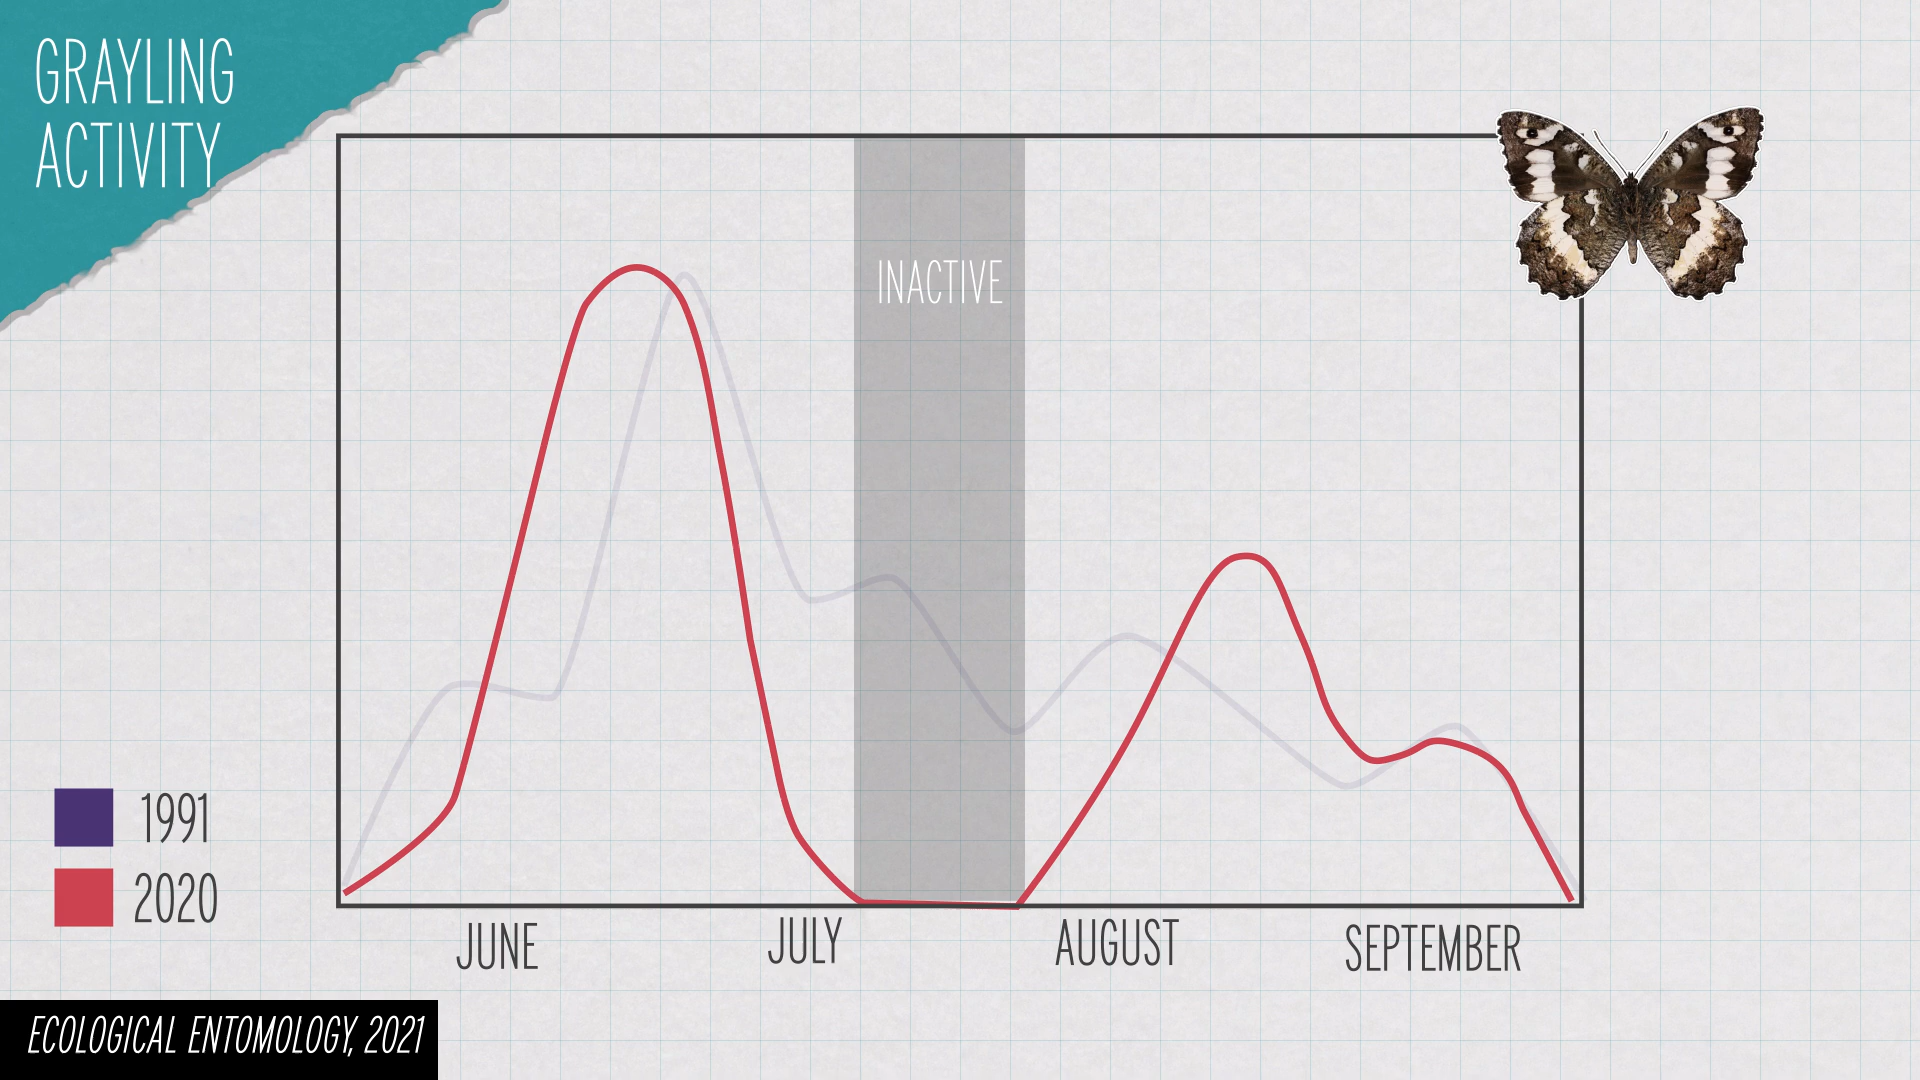 GRAYLING
ACTIVITY
INACTIVE
1991
2020
JUNE
JULY
AUGUST
SEPTEMBER
ECOLOGICAL ENTOMOLOGY, 2021